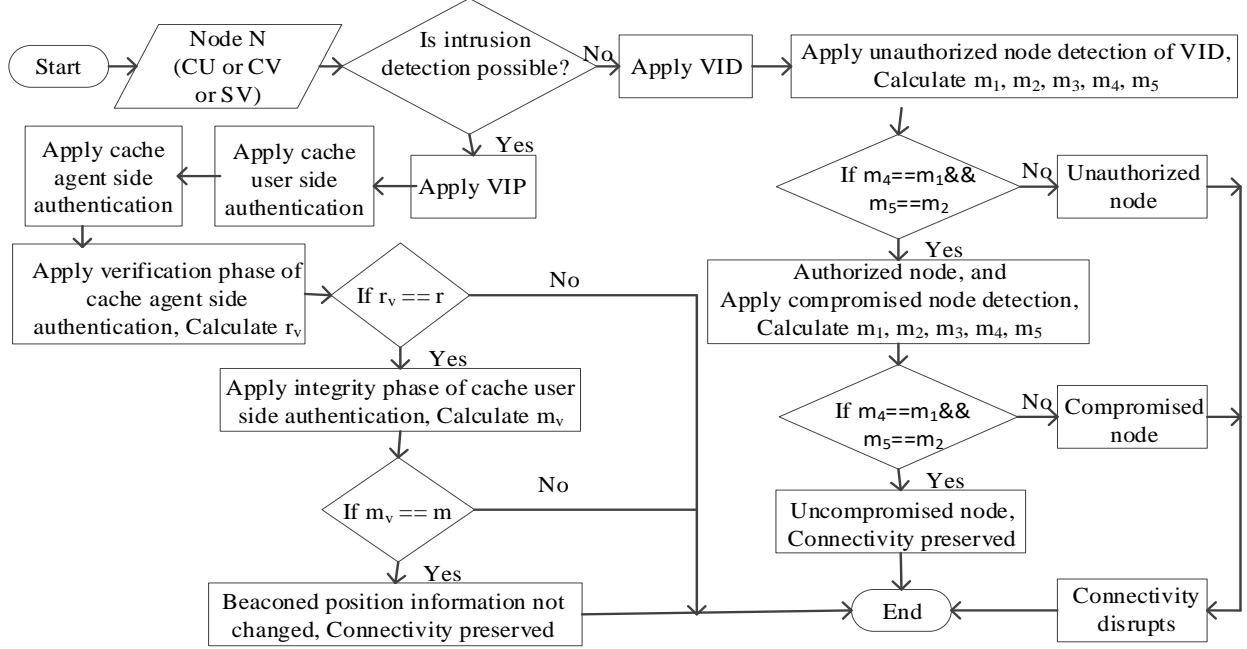 Start
Node N
(CU or CV
or SV)
Is intrusion
detection possible?
No
Apply VID
Apply unauthorized node detection of VID,
Calculate m₁, m₂, m₃, m₄, m₅
Yes
Apply VIP
Apply cache
user side
authentication
Apply cache
agent side
authentication
Apply verification phase of
cache agent side
authentication, Calculate rᵥ
If rᵥ == r
No
Yes
Apply integrity phase of cache user
side authentication, Calculate mᵥ
If mᵥ == m
No
Yes
Beaconed position information not
changed, Connectivity preserved
If m₄==m₁&&
m₅==m₂
No
Unauthorized
node
Yes
Authorized node, and
Apply compromised node detection,
Calculate m₁, m₂, m₃, m₄, m₅
If m₄==m₁&&
m₅==m₂
No
Compromised
node
Yes
Uncompromised node,
Connectivity preserved
End
Connectivity
disrupts